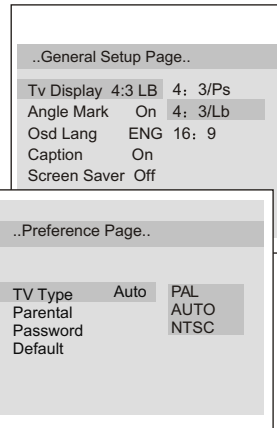 ..General Setup Page..
Tv Display 4:3 LB 4：3/Ps
Angle Mark On 4：3/Lb
Osd Lang ENG 16：9
Caption On
Screen Saver Off
..Preference Page..
TV Type Auto PAL
Parental AUTO
Password NTSC
Default